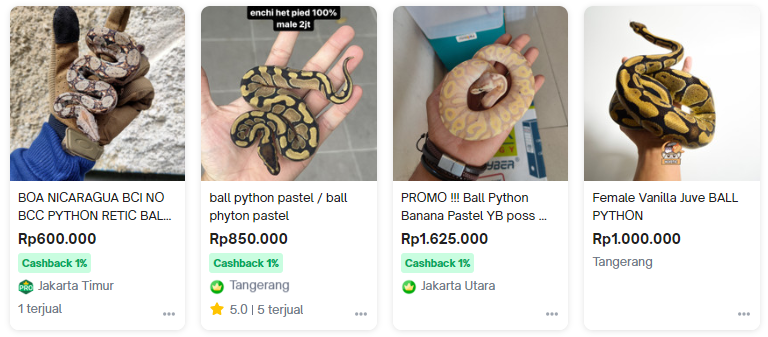 BOA NICARAGUA BCI NO
BCC PYTHON RETIC BAL...
Rp600.000
Cashback 1%
PRO Jakarta Timur
1 terjual
enchi het pied 100%
male 2jt
ball python pastel / ball
phyton pastel
Rp850.000
Cashback 1%
Tangerang
5.0 | 5 terjual
PROMO !!! Ball Python
Banana Pastel YB poss ...
Rp1.625.000
Cashback 1%
Jakarta Utara
Female Vanilla Juve BALL
PYTHON
Rp1.000.000
Tangerang